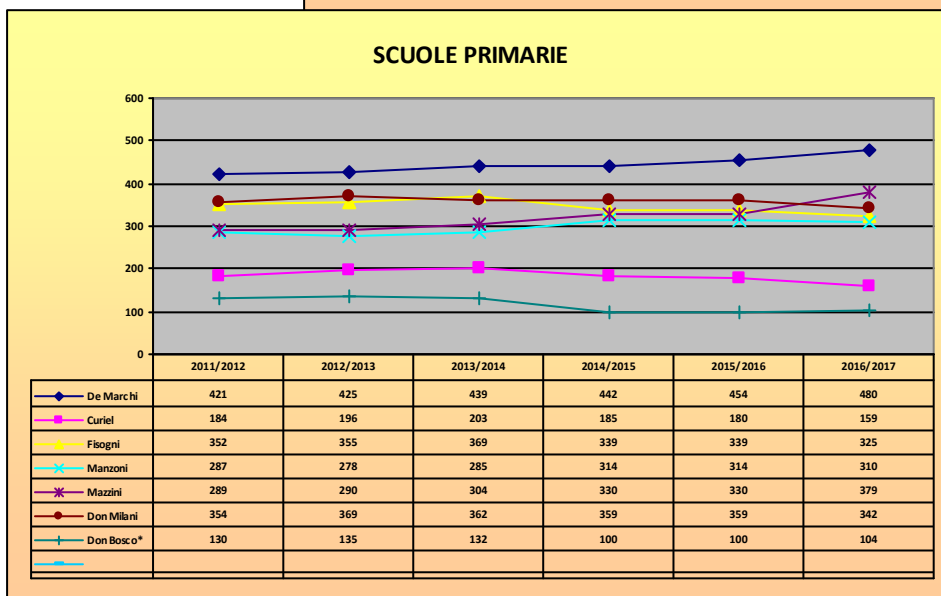 SCUOLE PRIMARIE
600
500
400
300
200
100
0
2011/2012 2012/2013 2013/2014 2014/2015 2015/2016 2016/2017
De Marchi 421 425 439 442 454 480
Curiel 184 196 203 185 180 159
Fisogni 352 355 369 339 339 325
Manzoni 287 278 285 314 314 310
Mazzini 289 290 304 330 330 379
Don Milani 354 369 362 359 359 342
Don Bosco* 130 135 132 100 100 104